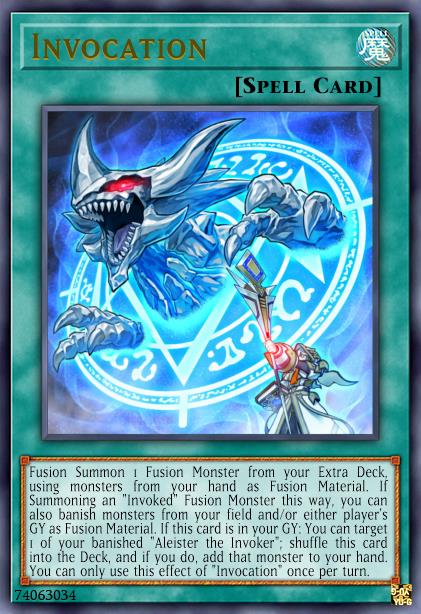 INVOCATION
SPELL
魔
[SPELL CARD]
Fusion Summon 1 Fusion Monster from your Extra Deck,
using monsters from your hand as Fusion Material. If
Summoning an "Invoked" Fusion Monster this way, you can
also banish monsters from your field and/or either player's
GY as Fusion Material. If this card is in your GY: You can target
1 of your banished "Aleister the Invoker"; shuffle this card
into the Deck, and if you do, add that monster to your hand.
You can only use this effect of "Invocation" once per turn.
74063034